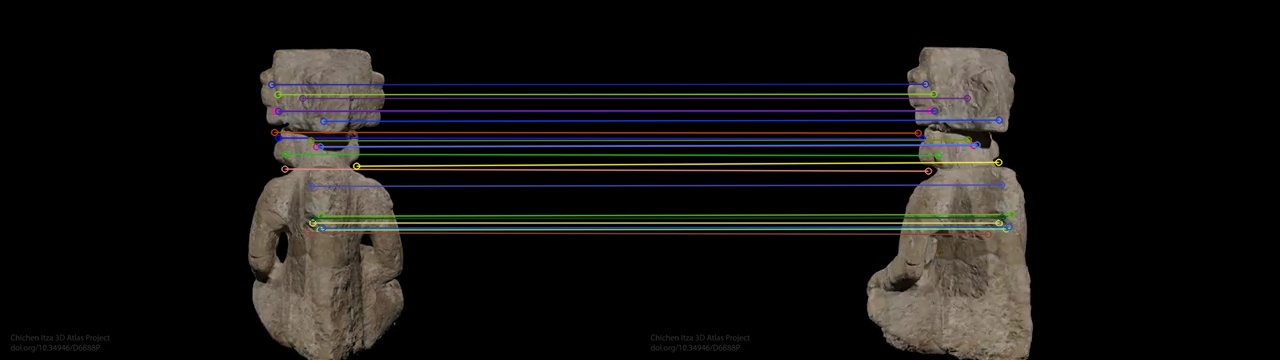 Chichen Itza 3D Atlas Project
doi.org/10.34946/D6B88P
Chichen Itza 3D Atlas Project
doi.org/10.34946/D6B88P